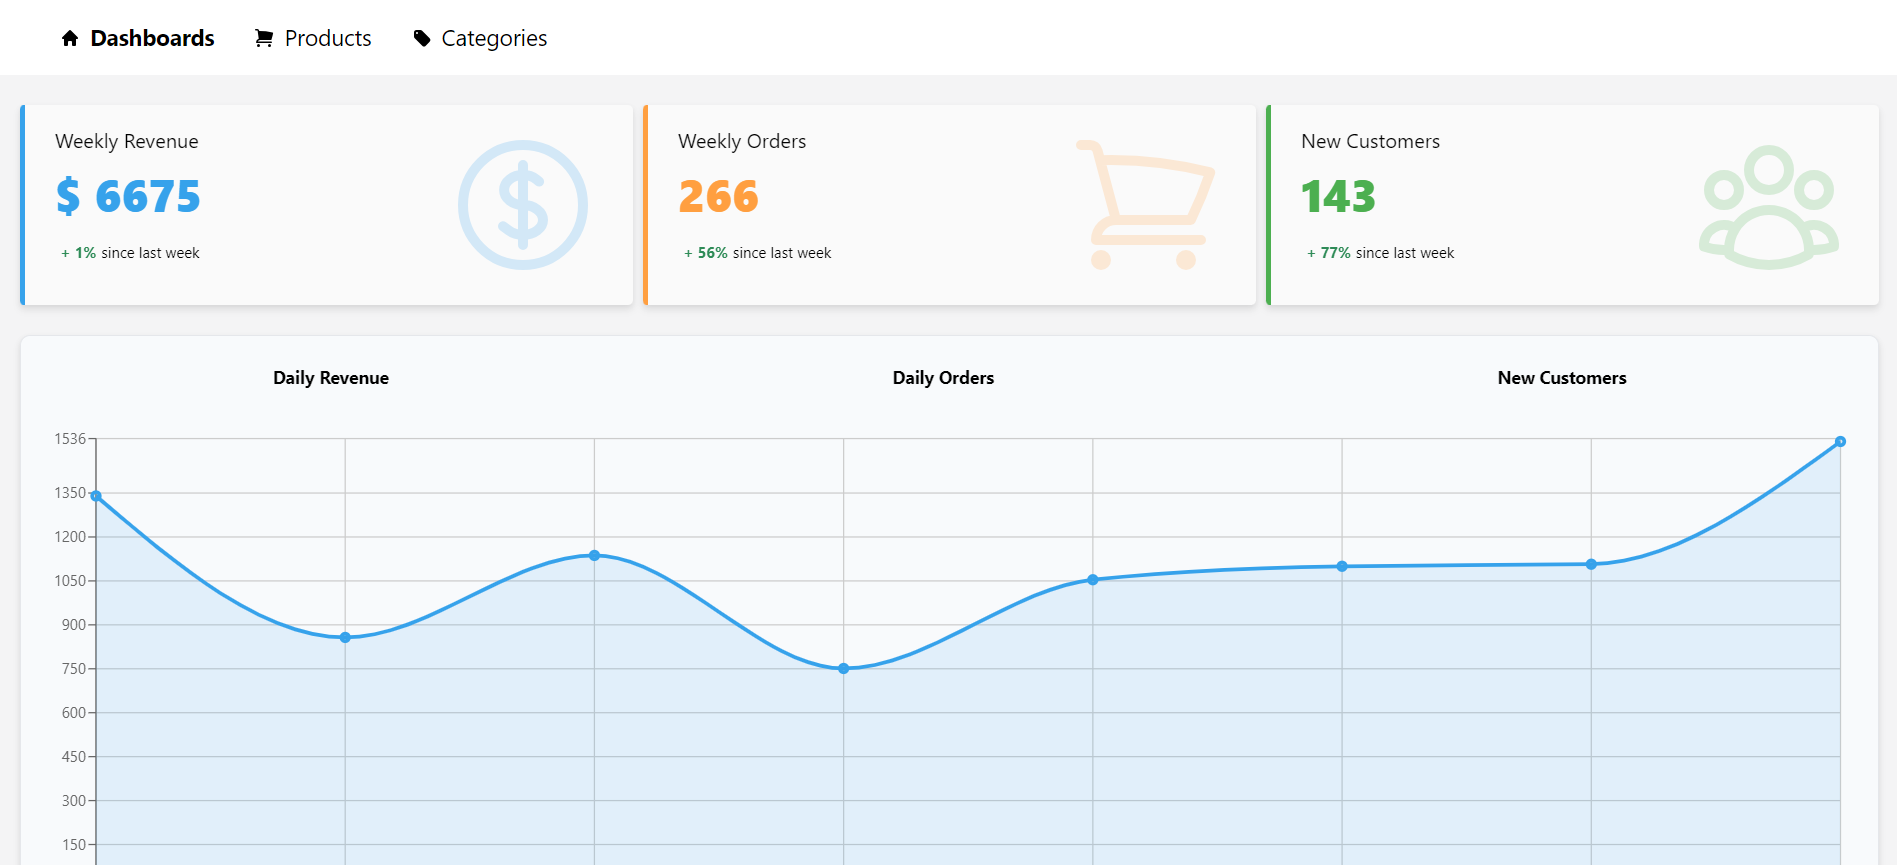 Dashboards Products Categories
Weekly Revenue
$ 6675
+ 1% since last week
Weekly Orders
266
+ 56% since last week
New Customers
143
+ 77% since last week
Daily Revenue Daily Orders New Customers
1536
1350
1200
1050
900
750
600
450
300
150